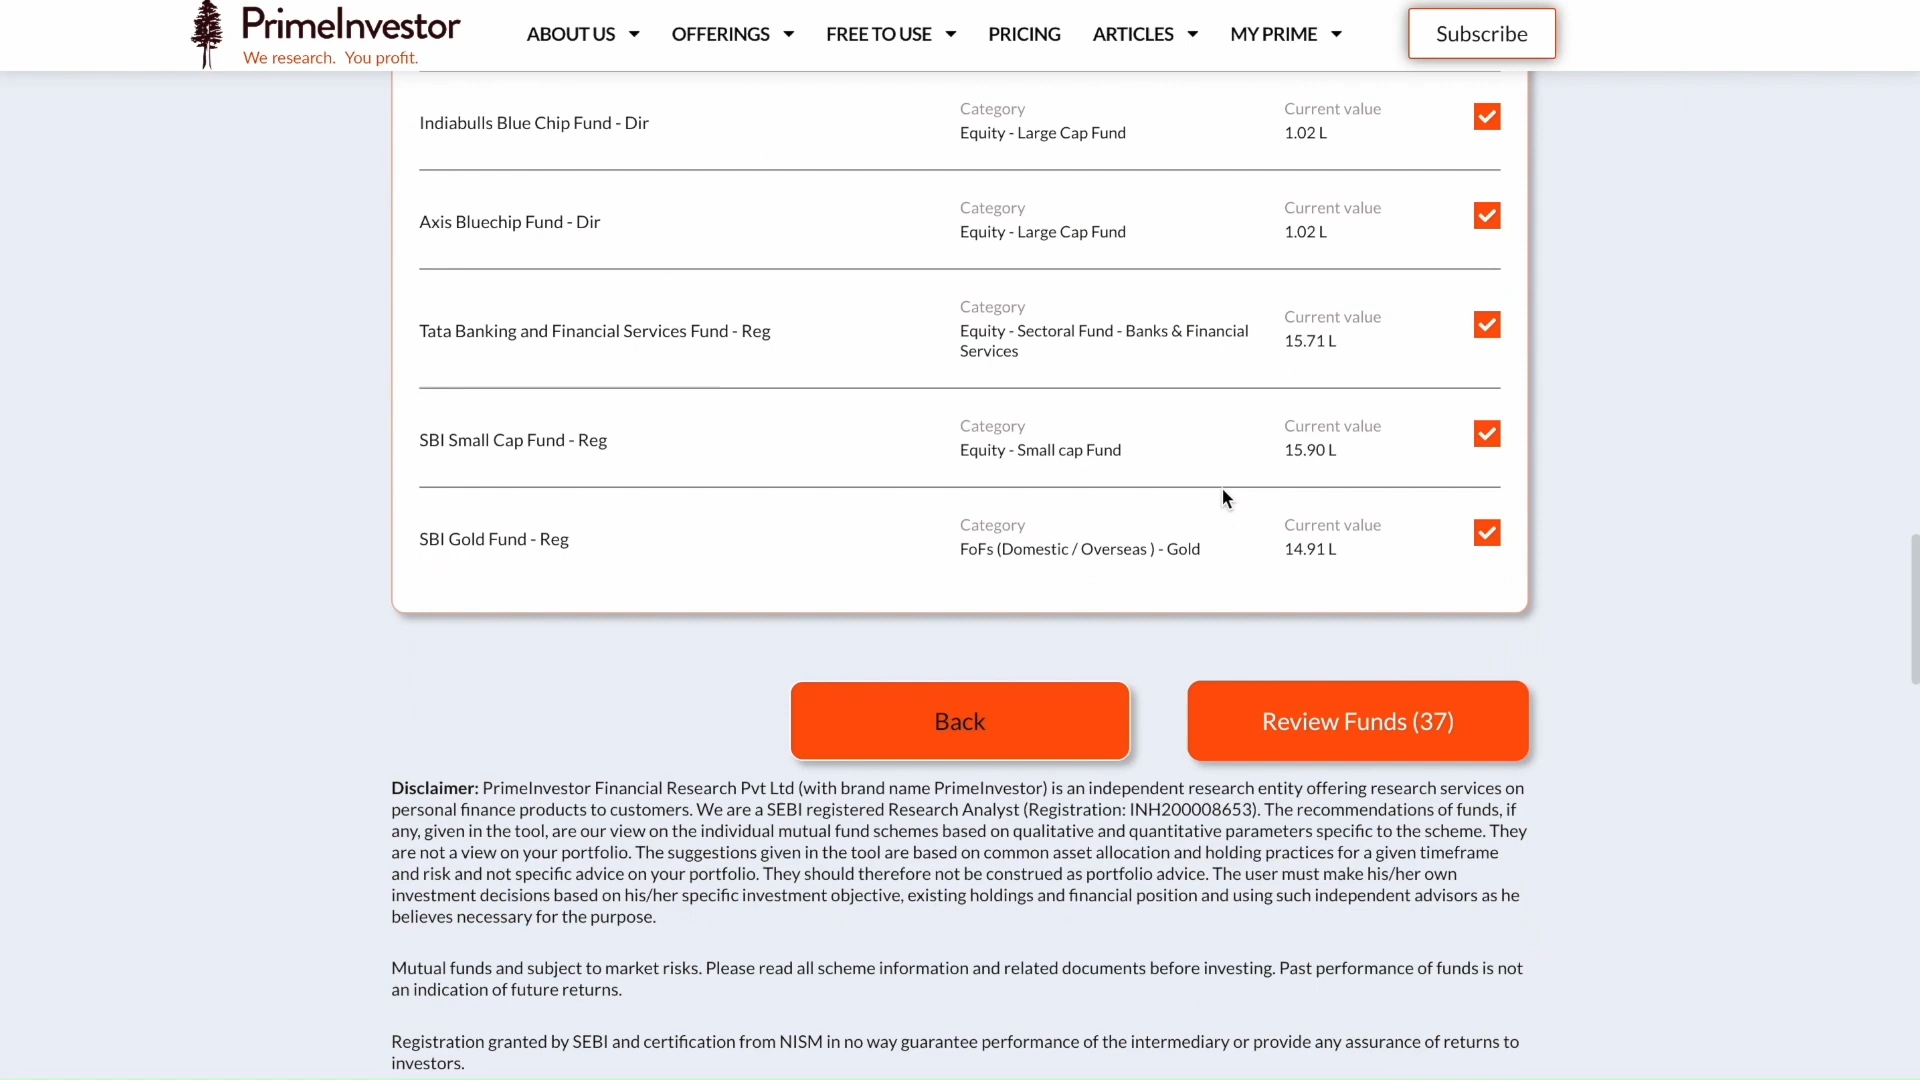 PrimeInvestor
We research. You profit.
ABOUT US
OFFERINGS
FREE TO USE
PRICING
ARTICLES
MY PRIME
Subscribe
Indiabulls Blue Chip Fund - Dir
Category
Equity - Large Cap Fund
Current value
1.02 L
Axis Bluechip Fund - Dir
Category
Equity - Large Cap Fund
Current value
1.02 L
Tata Banking and Financial Services Fund - Reg
Category
Equity - Sectoral Fund - Banks & Financial
Services
Current value
15.71 L
SBI Small Cap Fund - Reg
Category
Equity - Small cap Fund
Current value
15.90 L
SBI Gold Fund - Reg
Category
FoFs (Domestic / Overseas ) - Gold
Current value
14.91 L
Back
Review Funds (37)
Disclaimer: PrimeInvestor Financial Research Pvt Ltd (with brand name PrimeInvestor) is an independent research entity offering research services on
personal finance products to customers. We are a SEBI registered Research Analyst (Registration: INH200008653). The recommendations of funds, if
any, given in the tool, are our view on the individual mutual fund schemes based on qualitative and quantitative parameters specific to the scheme. They
are not a view on your portfolio. The suggestions given in the tool are based on common asset allocation and holding practices for a given timeframe
and risk and not specific advice on your portfolio. They should therefore not be construed as portfolio advice. The user must make his/her own
investment decisions based on his/her specific investment objective, existing holdings and financial position and using such independent advisors as he
believes necessary for the purpose.
Mutual funds and subject to market risks. Please read all scheme information and related documents before investing. Past performance of funds is not
an indication of future returns.
Registration granted by SEBI and certification from NISM in no way guarantee performance of the intermediary or provide any assurance of returns to
investors.